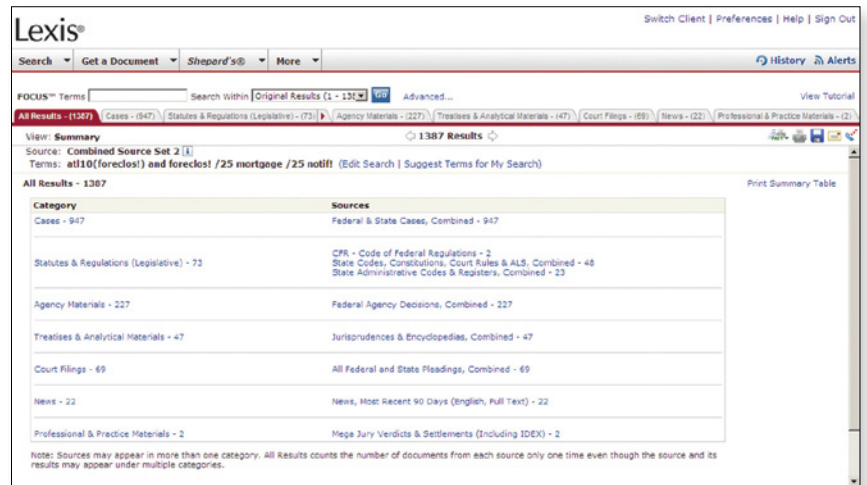 Lexis®
Switch Client | Preferences | Help | Sign Out
Search Get a Document Shepard's® More History Alerts
FOCUS™ Terms Search Within Original Results (1 - 138 Go Advanced... View Tutorial
All Results - (1387) Cases - (947) Statutes & Regulations (Legislative) - (73) Agency Materials - (227) Treatises & Analytical Materials - (47) Court Filings - (69) News - (22) Professional & Practice Materials - (2)
View: Summary 1387 Results
Source: Combined Source Set 2 i
Terms: atl10(foreclos!) and foreclos! /25 mortgage /25 notif! (Edit Search | Suggest Terms for My Search)
All Results - 1387 Print Summary Table
Category Sources
Cases - 947 Federal & State Cases, Combined - 947
CFR - Code of Federal Regulations - 2
Statutes & Regulations (Legislative) - 73 State Codes, Constitutions, Court Rules & ALS, Combined - 48
State Administrative Codes & Registers, Combined - 23
Agency Materials - 227 Federal Agency Decisions, Combined - 227
Treatises & Analytical Materials - 47 Jurisprudences & Encyclopedias, Combined - 47
Court Filings - 69 All Federal and State Pleadings, Combined - 69
News - 22 News, Most Recent 90 Days (English, Full Text) - 22
Professional & Practice Materials - 2 Mega Jury Verdicts & Settlements (Including IDEX) - 2
Note: Sources may appear in more than one category. All Results counts the number of documents from each source only one time even though the source and its
results may appear under multiple categories.